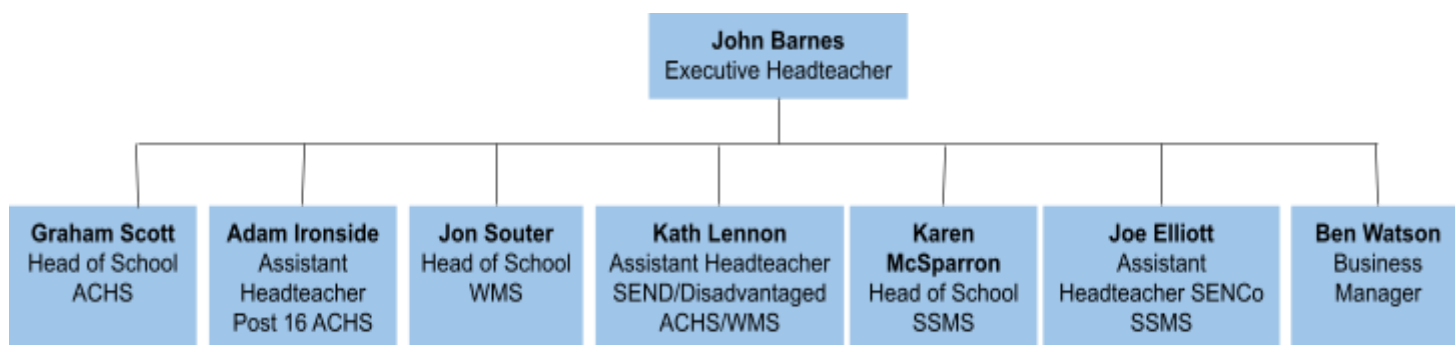 John Barnes
Executive Headteacher
Graham Scott
Head of School
ACHS
Adam Ironside
Assistant
Headteacher
Post 16 ACHS
Jon Souter
Head of School
WMS
Kath Lennon
Assistant Headteacher
SEND/Disadvantaged
ACHS/WMS
Karen
McSparron
Head of School
SSMS
Joe Elliott
Assistant
Headteacher SENCo
SSMS
Ben Watson
Business
Manager